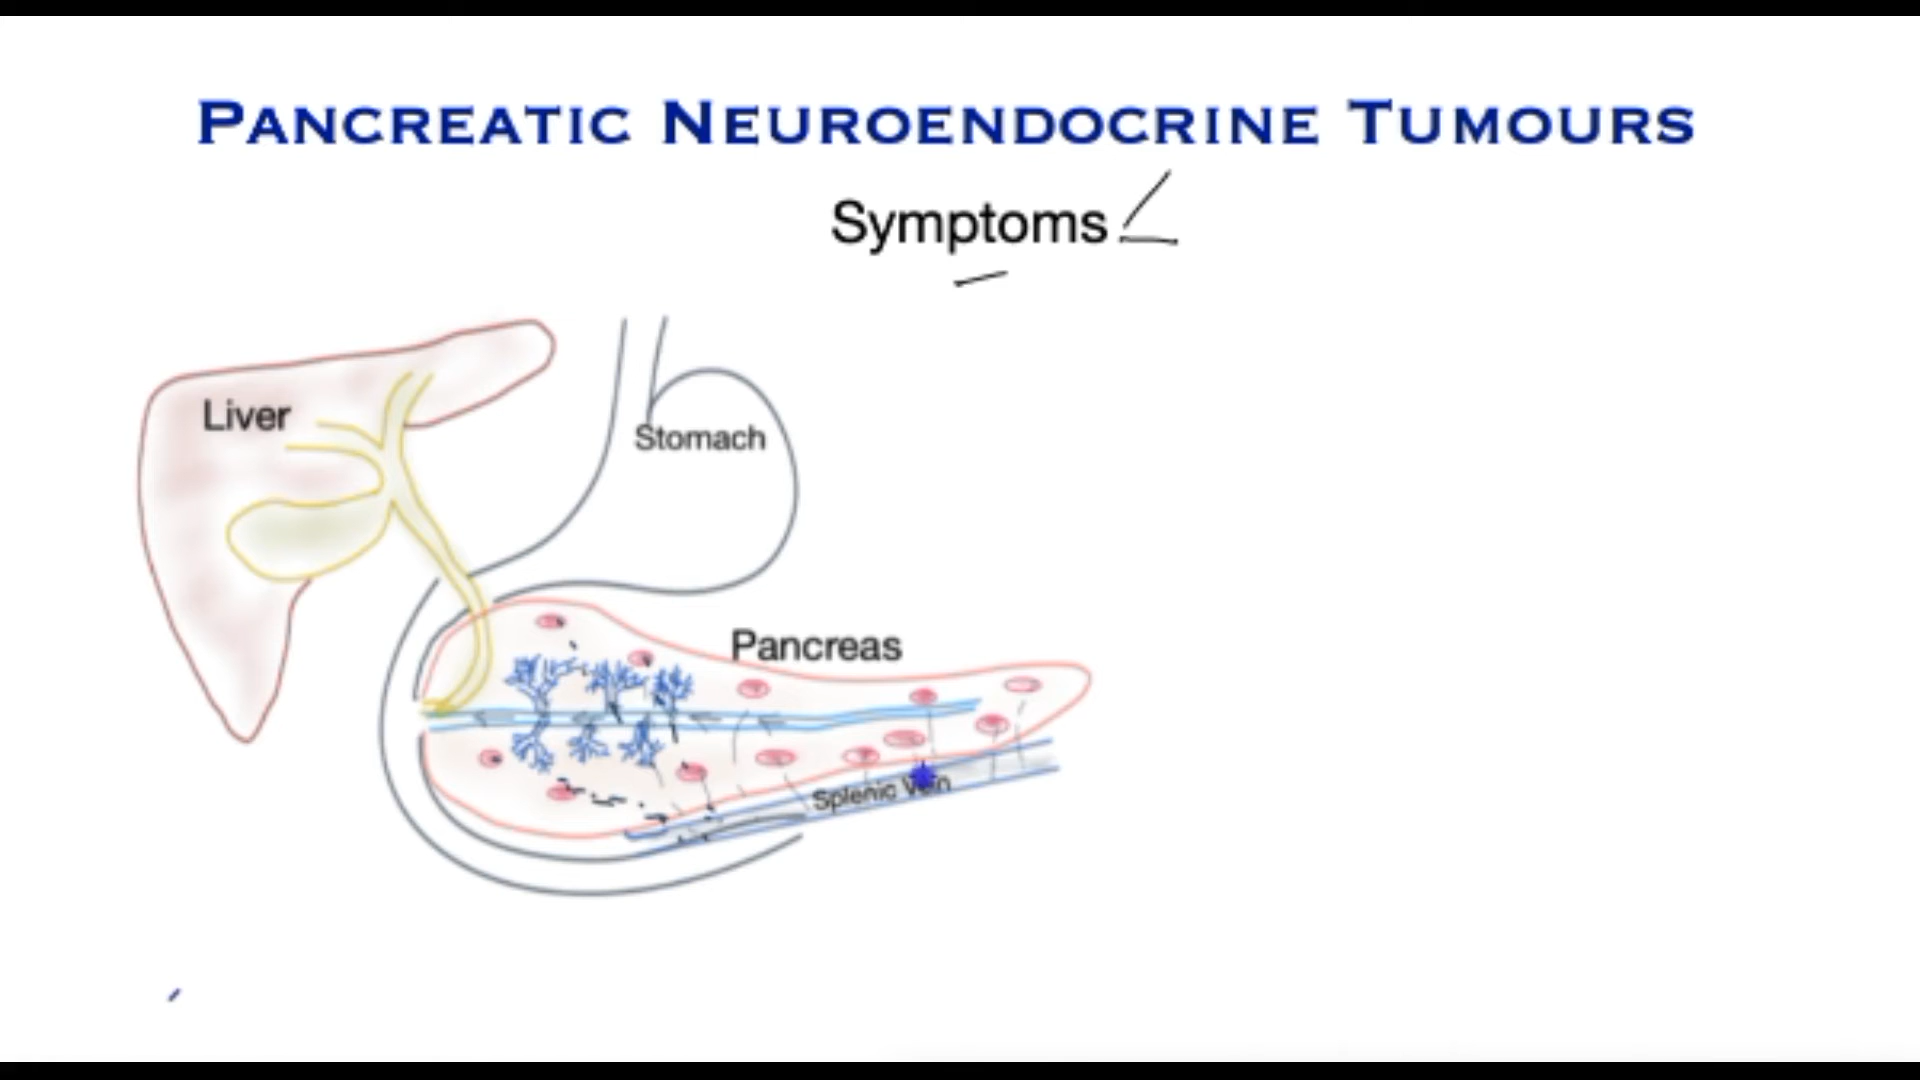 PANCREATIC NEUROENDOCRINE TUMOURS
Symptoms
Liver
Stomach
Pancreas
Splenic Vein